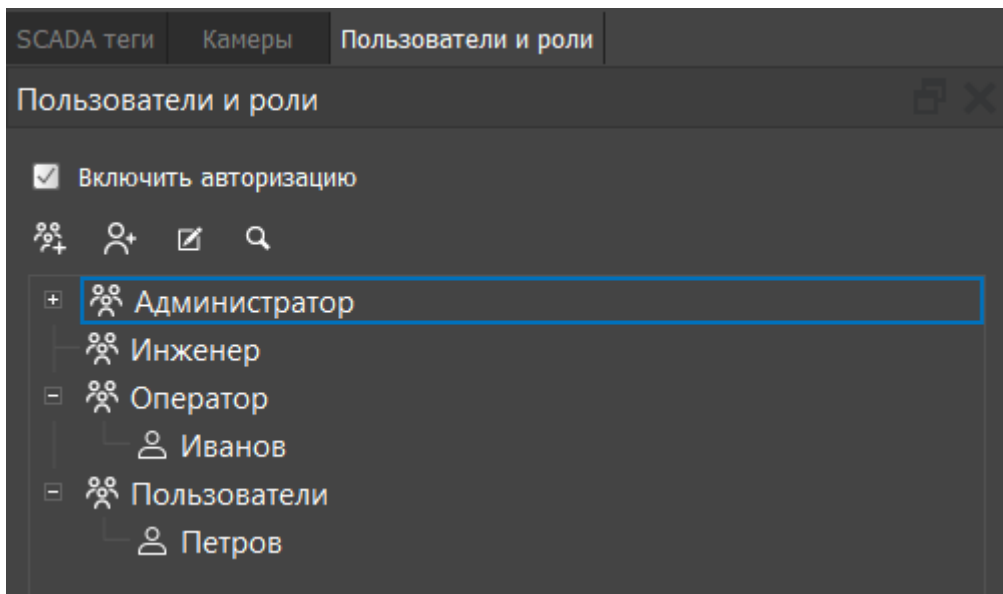 SCADA теги Камеры Пользователи и роли
Пользователи и роли
Включить авторизацию
Администратор
Инженер
Оператор
Иванов
Пользователи
Петров